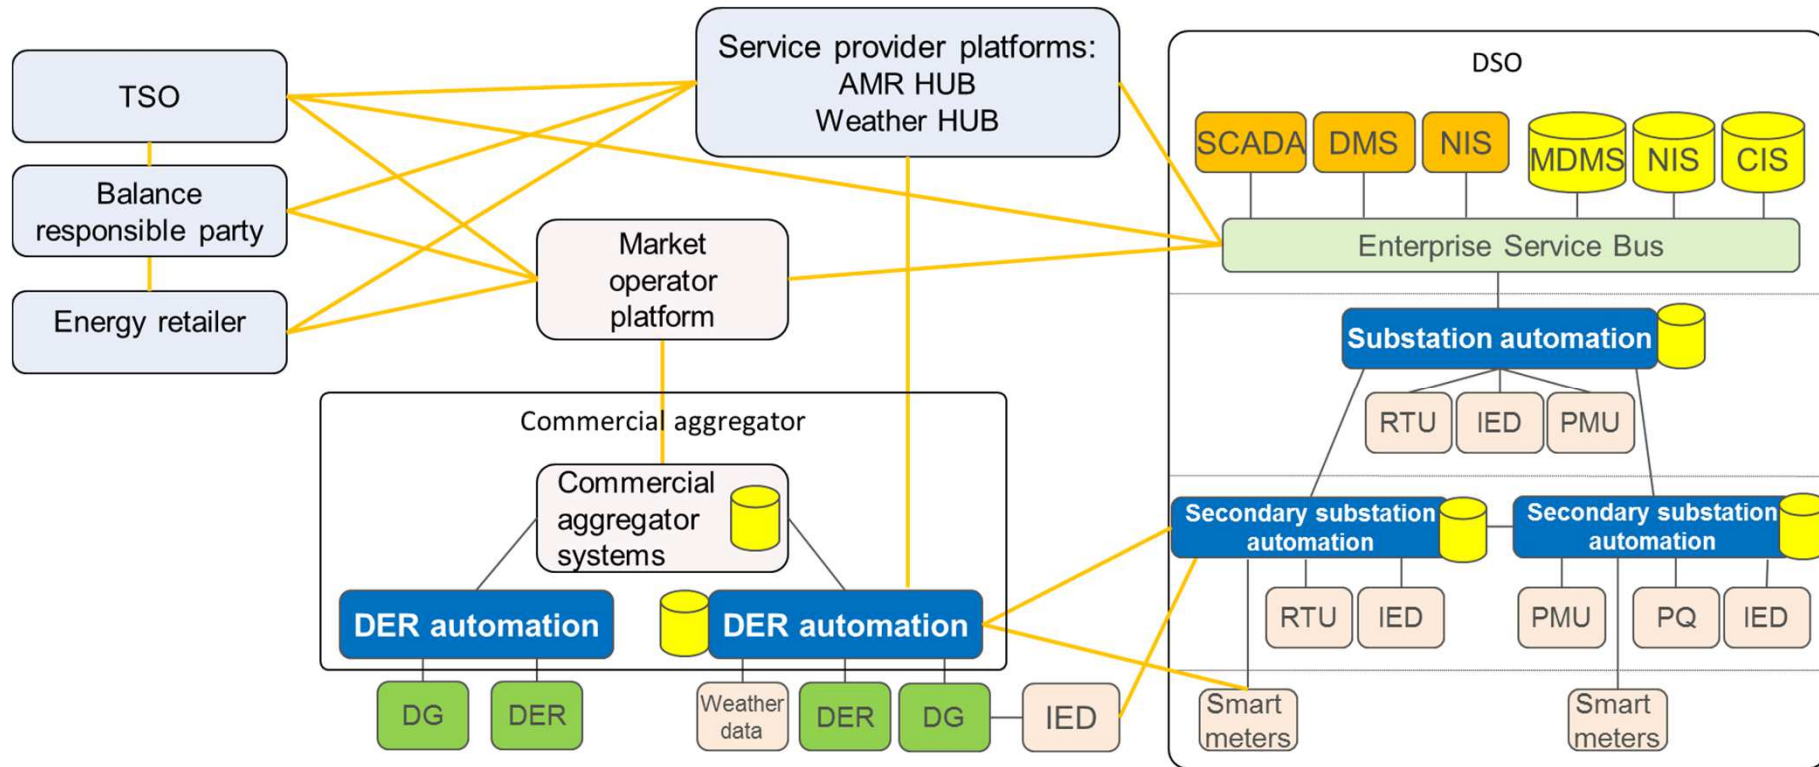 TSO
Balance
responsible party
Energy retailer
Service provider platforms:
AMR HUB
Weather HUB
Market
operator
platform
Commercial aggregator
Commercial
aggregator
systems
DER automation
DER automation
DG
DER
Weather
data
DER
DG
IED
DSO
SCADA
DMS
NIS
MDMS
NIS
CIS
Enterprise Service Bus
Substation automation
RTU
IED
PMU
Secondary substation
automation
Secondary substation
automation
RTU
IED
PMU
PQ
IED
Smart
meters
Smart
meters